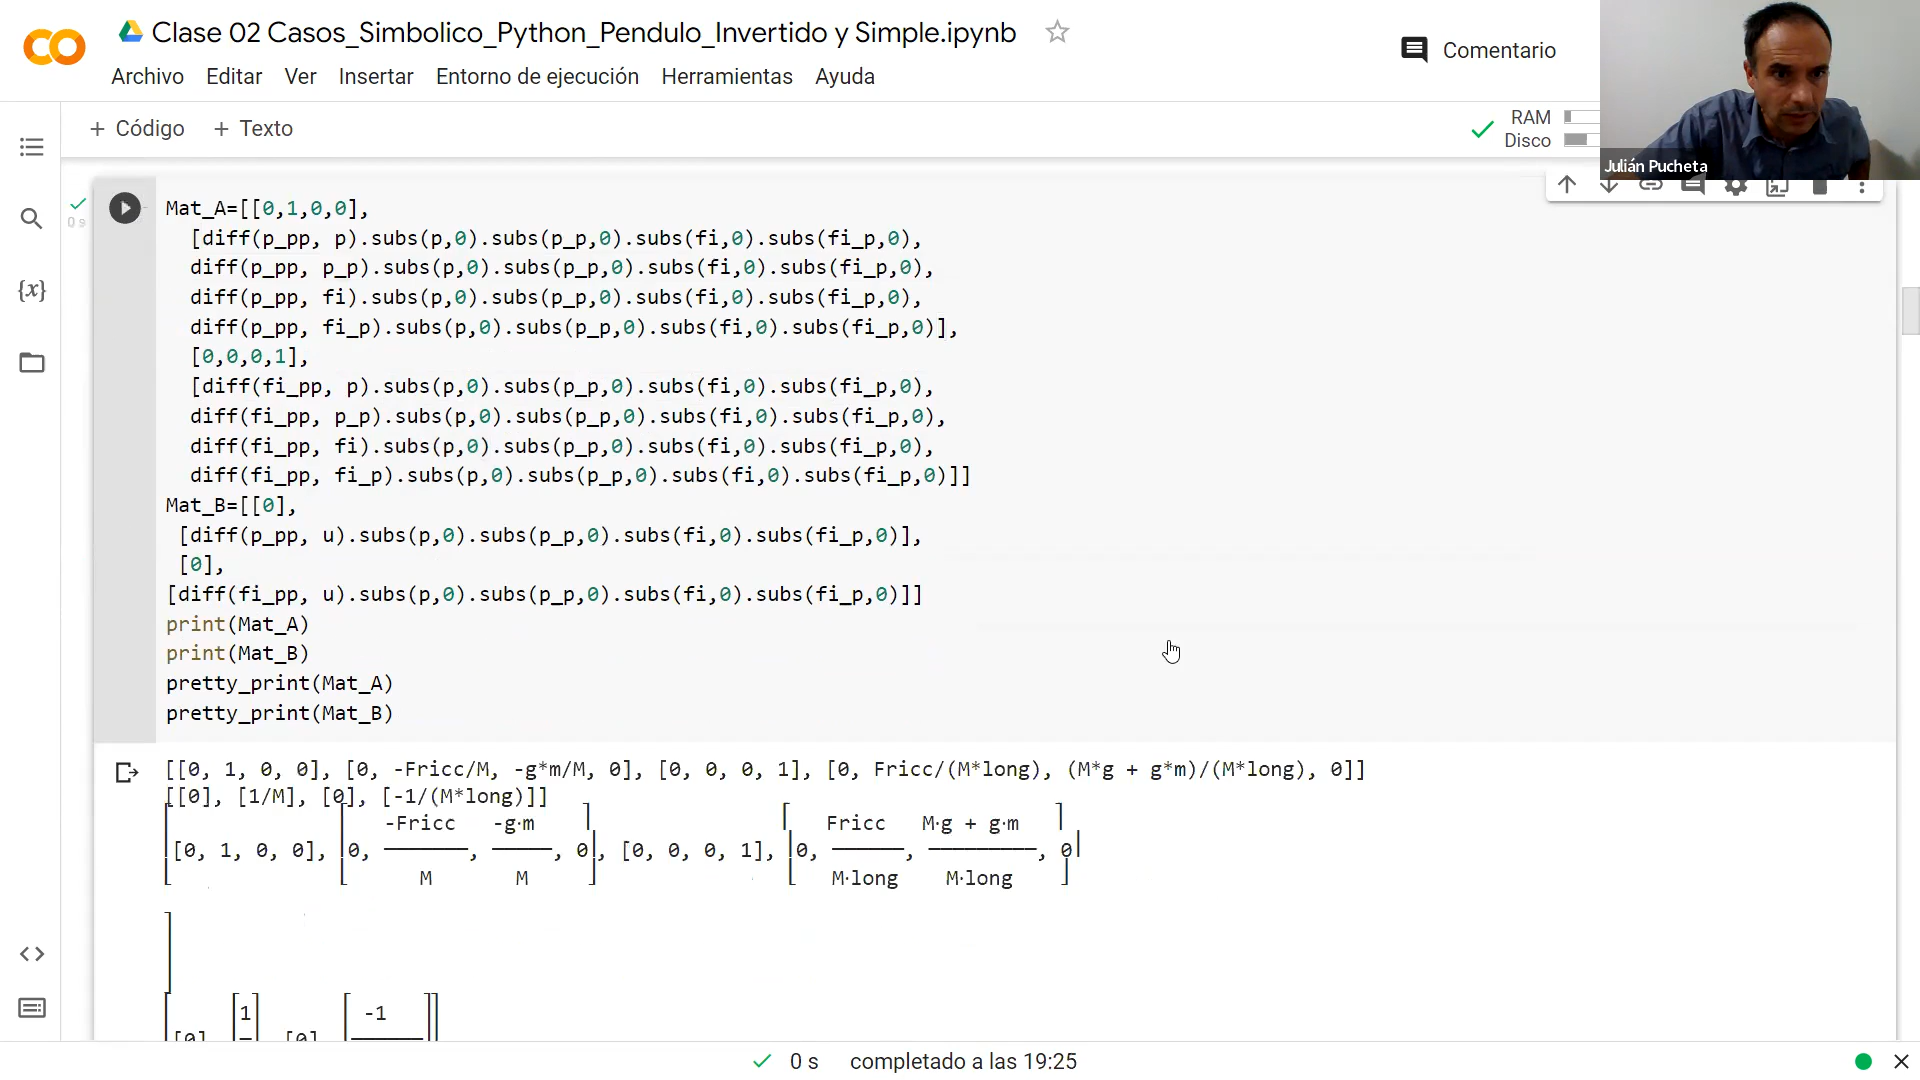 Clase 02 Casos_Simbolico_Python_Pendulo_Invertido y Simple.ipynb
Archivo Editar Ver Insertar Entorno de ejecución Herramientas Ayuda
Comentario
+ Código + Texto
RAM
Disco
Julián Pucheta
{x}
0 s
Mat_A=[[0,1,0,0],
[diff(p_pp, p).subs(p,0).subs(p_p,0).subs(fi,0).subs(fi_p,0),
diff(p_pp, p_p).subs(p,0).subs(p_p,0).subs(fi,0).subs(fi_p,0),
diff(p_pp, fi).subs(p,0).subs(p_p,0).subs(fi,0).subs(fi_p,0),
diff(p_pp, fi_p).subs(p,0).subs(p_p,0).subs(fi,0).subs(fi_p,0)],
[0,0,0,1],
[diff(fi_pp, p).subs(p,0).subs(p_p,0).subs(fi,0).subs(fi_p,0),
diff(fi_pp, p_p).subs(p,0).subs(p_p,0).subs(fi,0).subs(fi_p,0),
diff(fi_pp, fi).subs(p,0).subs(p_p,0).subs(fi,0).subs(fi_p,0),
diff(fi_pp, fi_p).subs(p,0).subs(p_p,0).subs(fi,0).subs(fi_p,0)]]
Mat_B=[[0],
[diff(p_pp, u).subs(p,0).subs(p_p,0).subs(fi,0).subs(fi_p,0)],
[0],
[diff(fi_pp, u).subs(p,0).subs(p_p,0).subs(fi,0).subs(fi_p,0)]]
print(Mat_A)
print(Mat_B)
pretty_print(Mat_A)
pretty_print(Mat_B)
[[0, 1, 0, 0], [0, -Fricc/M, -g*m/M, 0], [0, 0, 0, 1], [0, Fricc/(M*long), (M*g + g*m)/(M*long), 0]]
[[0], [1/M], [0], [-1/(M*long)]]
-Fricc -g·m Fricc M·g + g·m
[0, 1, 0, 0], 0, ───────, ─────, 0 , [0, 0, 0, 1], 0, ──────, ─────────, 0
M M M·long M·long
1 -1
[0] ─ [0] ──────
0 s completado a las 19:25